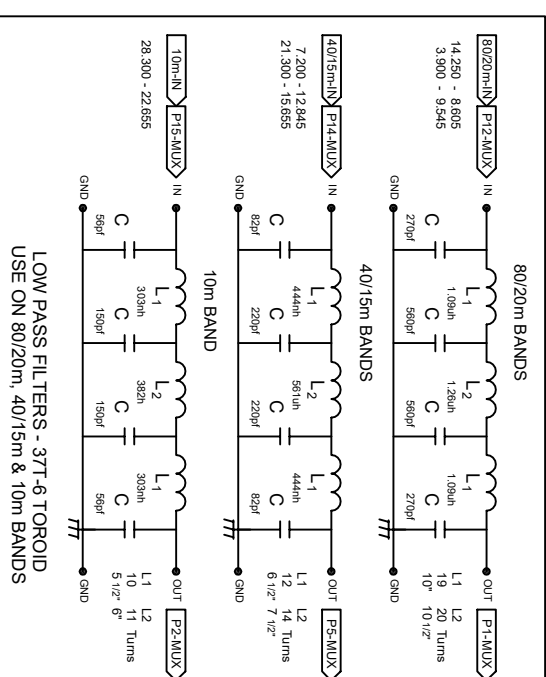 80/20m BANDS
80/20m-IN P12-MUX IN OUT P1-MUX
14.250 - 8.605
3.900 - 9.545
L1 L2 L1
1.09uh 1.26uh 1.09uh
C C C C
270pf 560pf 560pf 270pf
GND GND
L1 L2
19 20 Turns
10" 10 1/2"
40/15m BANDS
40/15m-IN P14-MUX IN OUT P5-MUX
7.200 - 12.845
21.300 - 15.655
L1 L2 L1
444nh 561uh 444nh
C C C C
82pf 220pf 220pf 82pf
GND GND
L1 L2
12 14 Turns
6 1/2" 7 1/2"
10m BAND
10m-IN P15-MUX IN OUT P2-MUX
28.300 - 22.655
L1 L2 L1
303nh 382h 303nh
C C C C
56pf 150pf 150pf 56pf
GND GND
L1 L2
10 11 Turns
5 1/2" 6"
LOW PASS FILTERS - 37T-6 TOROID
USE ON 80/20m, 40/15m & 10m BANDS